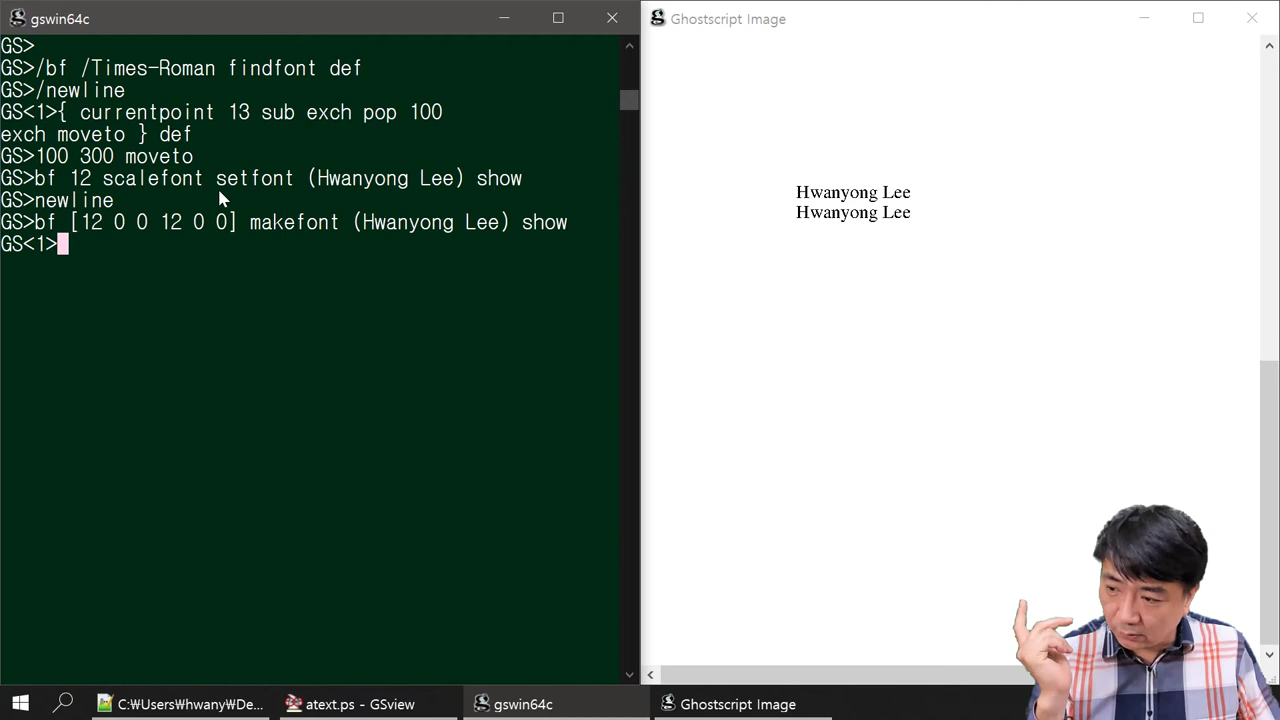 gswin64c
GS>
GS>/bf /Times-Roman findfont def
GS>/newline
GS<1>{ currentpoint 13 sub exch pop 100
exch moveto } def
GS>100 300 moveto
GS>bf 12 scalefont setfont (Hwanyong Lee) show
GS>newline
GS>bf [12 0 0 12 0 0] makefont (Hwanyong Lee) show
GS<1>
Ghostscript Image
Hwanyong Lee
Hwanyong Lee
C:₩Users₩hwany₩De...
atext.ps - GSview
gswin64c
Ghostscript Image